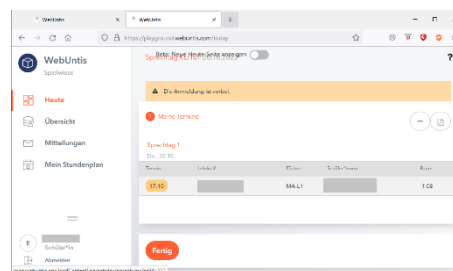 WebUntis
WebUntis
https://playground.webuntis.com/today
WebUntis
Spielwiese
Beta: Neue Heute-Seite anzeigen
?
Heute
Die Anmeldung ist vorbei.
Übersicht
Meine Termine
Mitteilungen
Sprechtag 1
Do., 20.10.
Mein Stundenplan
Termin
Lehrkraft
Fächer
Schüler*innen
Raum
17:10
MA L1
1.08
E
Schüler*in
Abmelden
Fertig